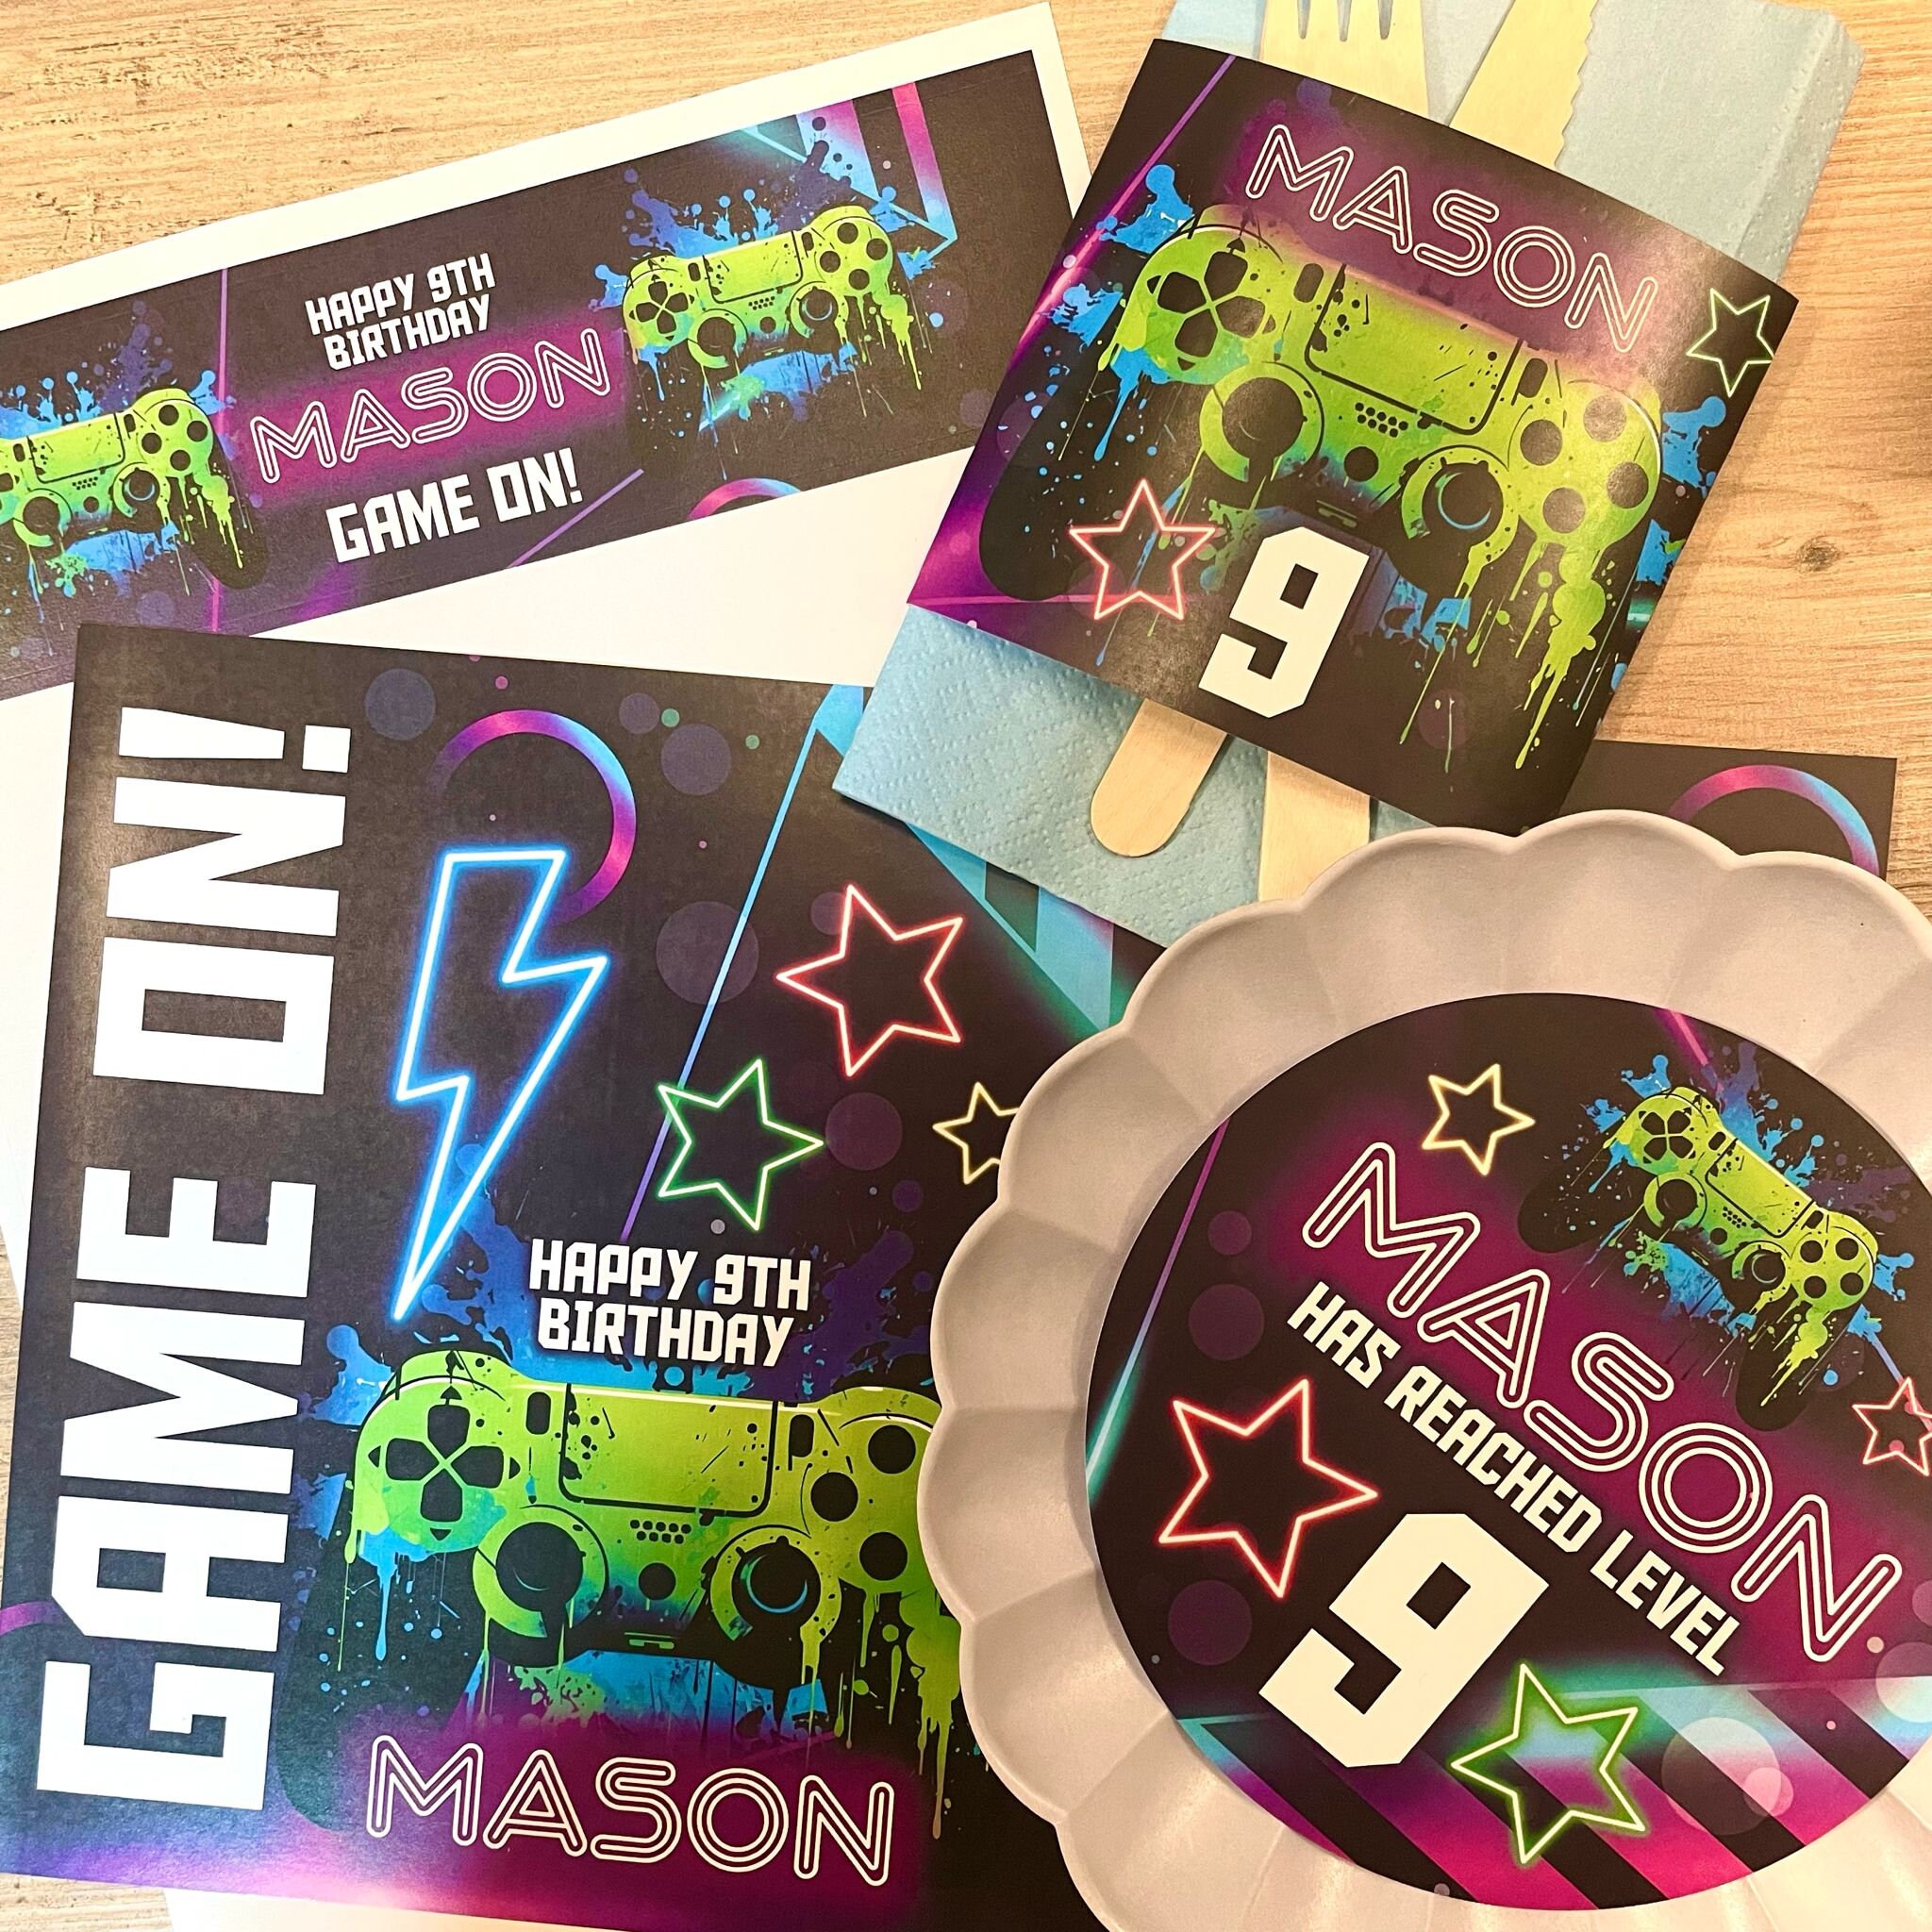 HAPPY 9TH
BIRTHDAY
MASON
GAME ON!
MASON
9
GAME ON!
HAPPY 9TH
BIRTHDAY
MASON
MASON
HAS REACHED LEVEL
9